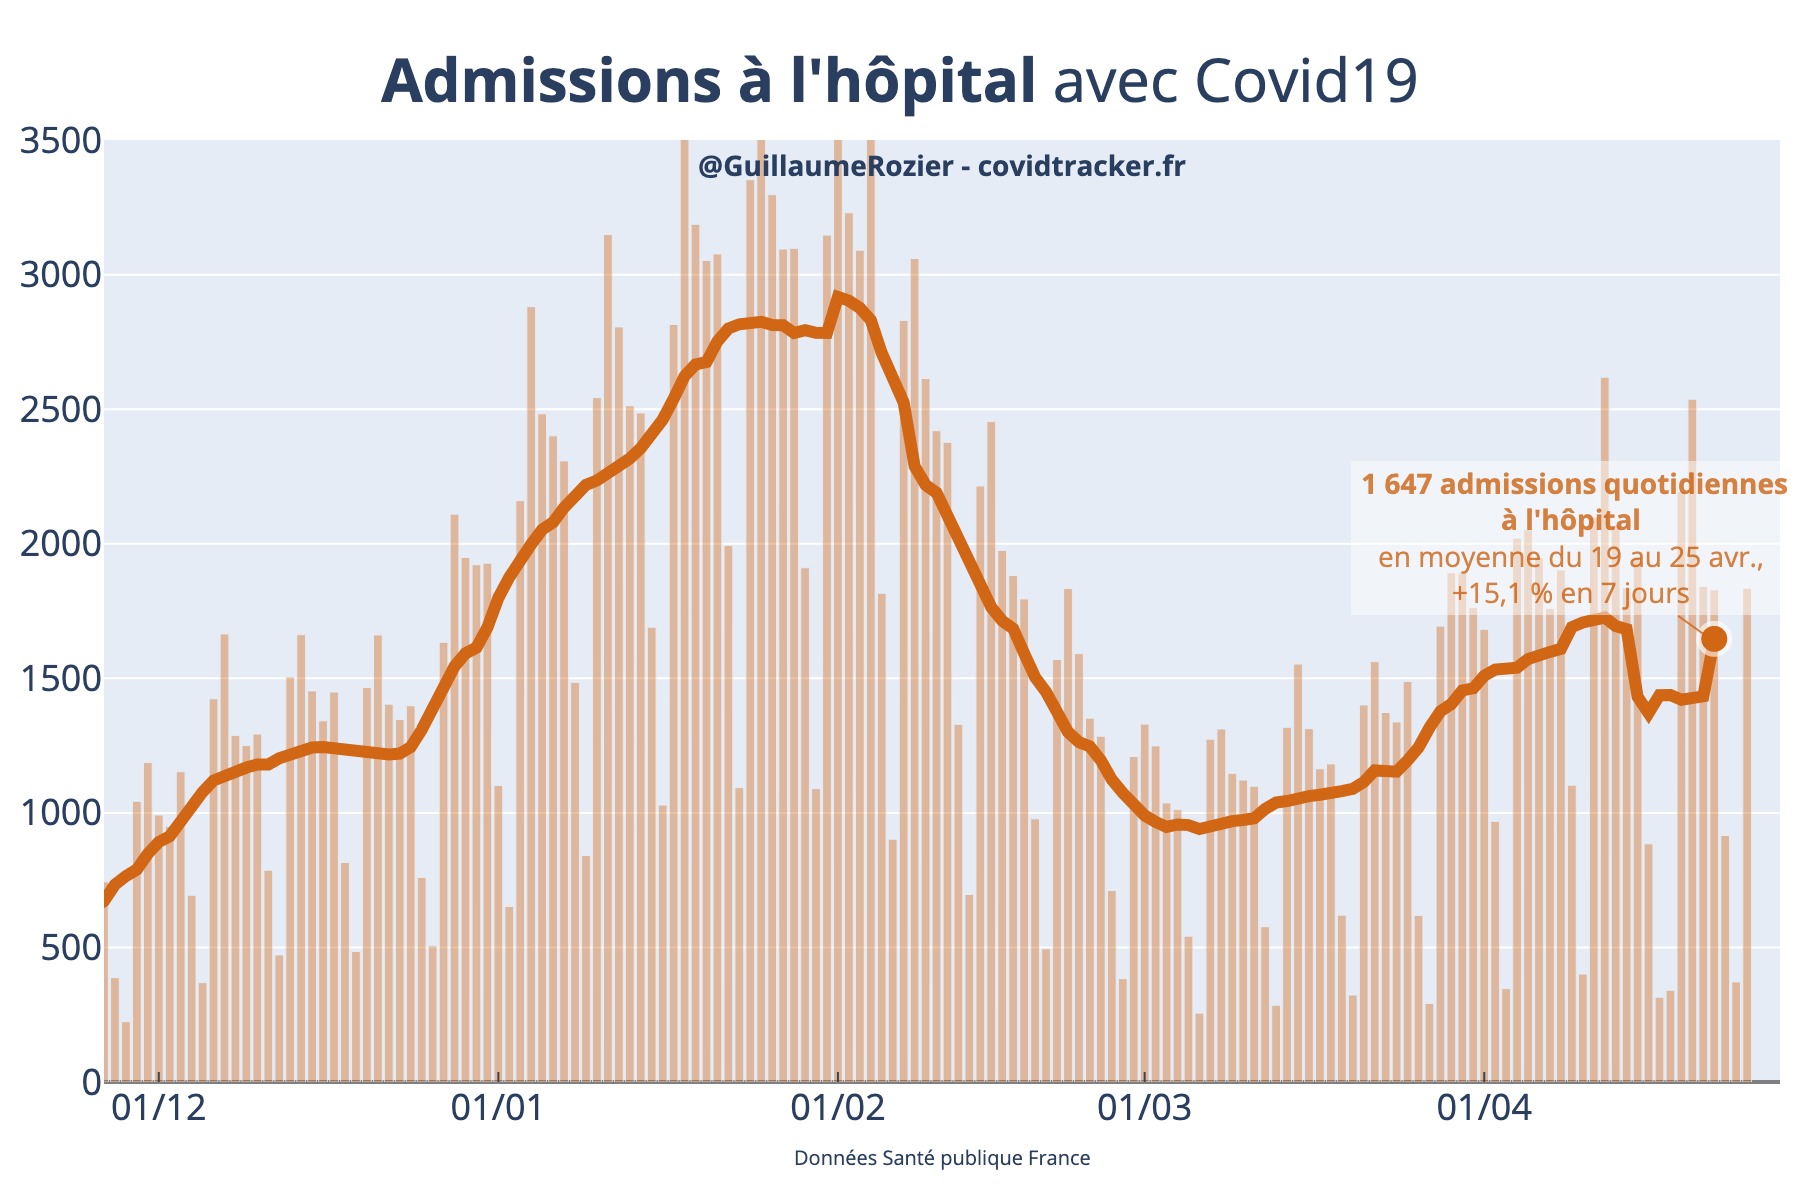 Admissions à l'hôpital avec Covid19
3500
@GuillaumeRozier - covidtracker.fr
3000
2500
1 647 admissions quotidiennes
à l'hôpital
en moyenne du 19 au 25 avr.,
+15,1 % en 7 jours
2000
1500
1000
500
0
01/12 01/01 01/02 01/03 01/04
Données Santé publique France